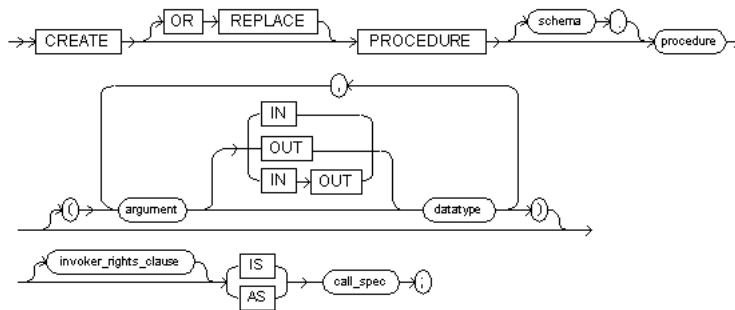 OR REPLACE schema .
CREATE PROCEDURE procedure
,
IN
OUT
IN OUT
( argument datatype )
invoker_rights_clause IS
AS call_spec ;